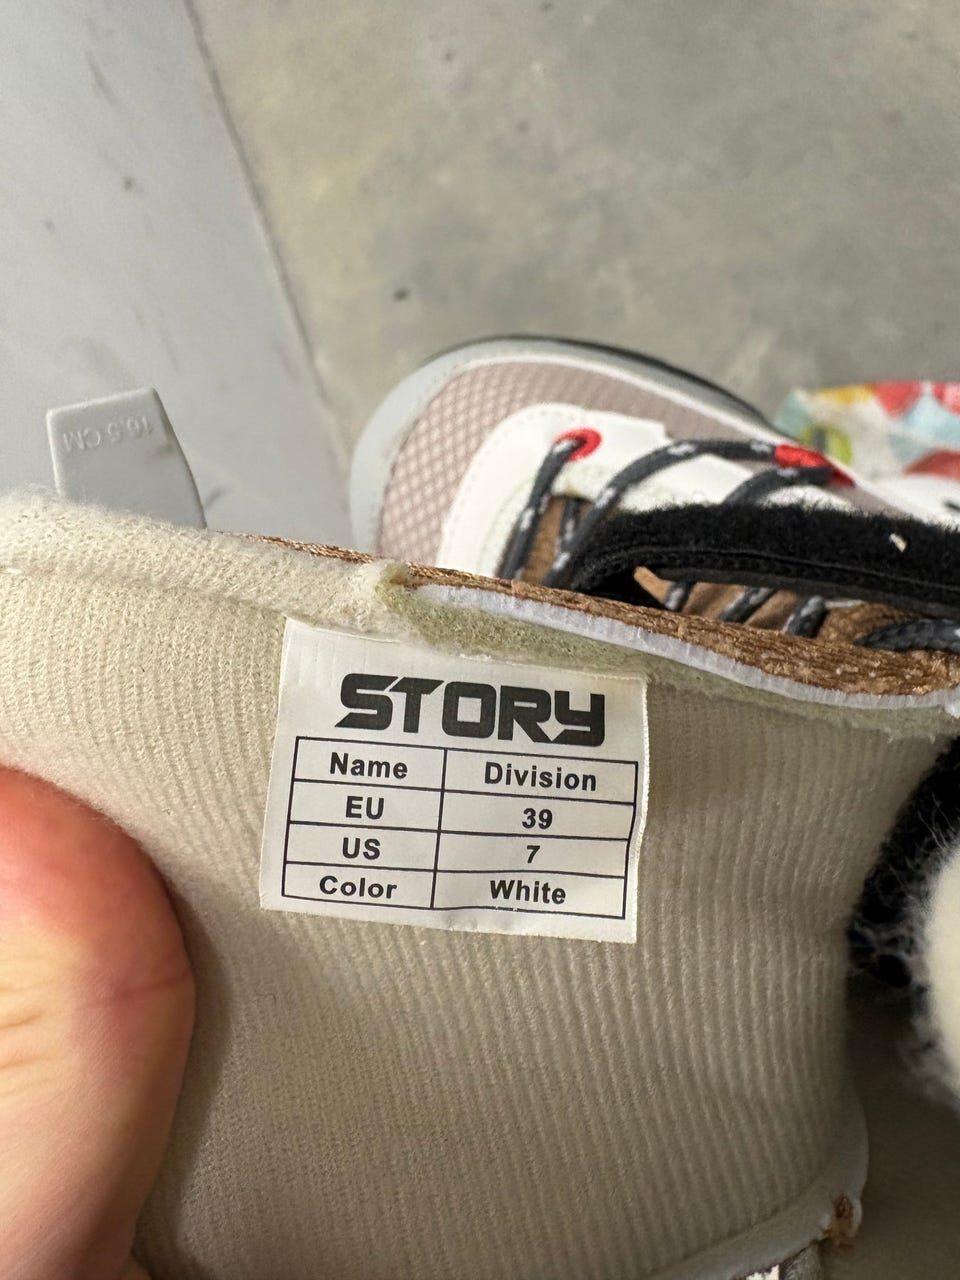 16.5 CM
STORY
Name Division
EU 39
US 7
Color White